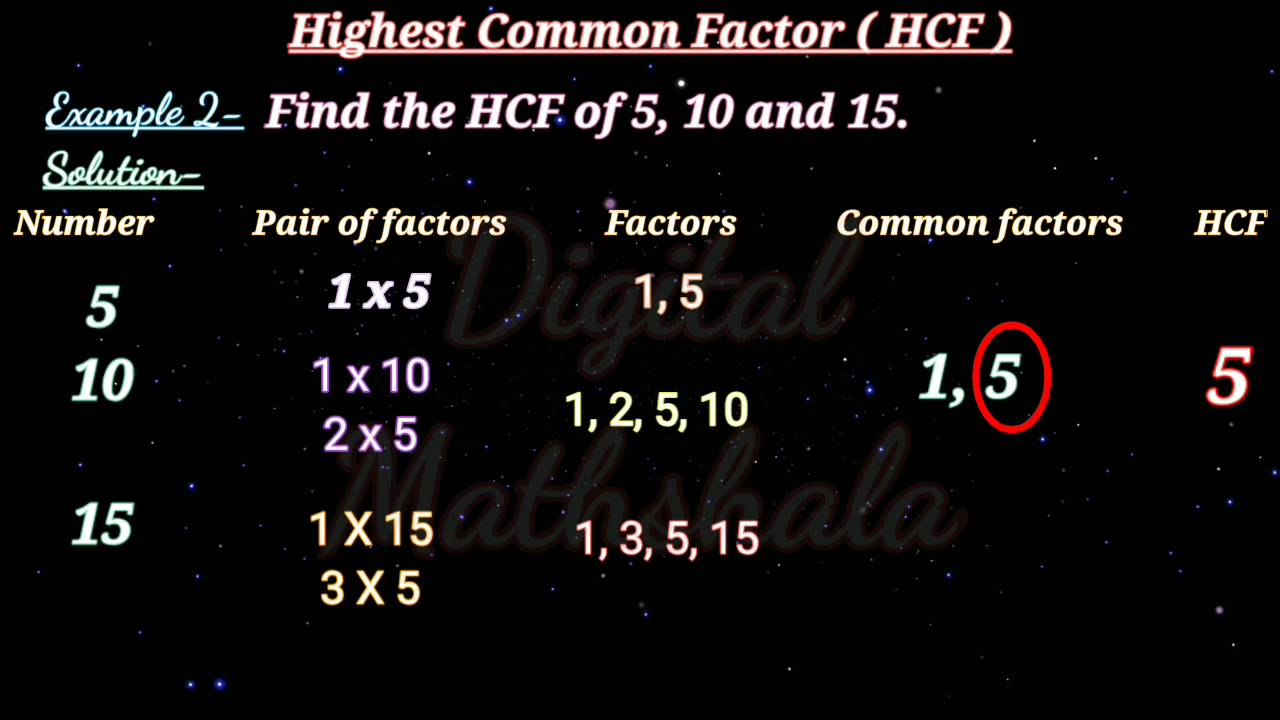 Highest Common Factor ( HCF )
Example 2- Find the HCF of 5, 10 and 15.
Solution-
Number Pair of factors Factors Common factors HCF
5 1 x 5 1, 5
10 1 x 10 1, 2, 5, 10 1, 5 5
2 x 5
15 1 X 15 1, 3, 5, 15
3 X 5
Digital
Mathshala